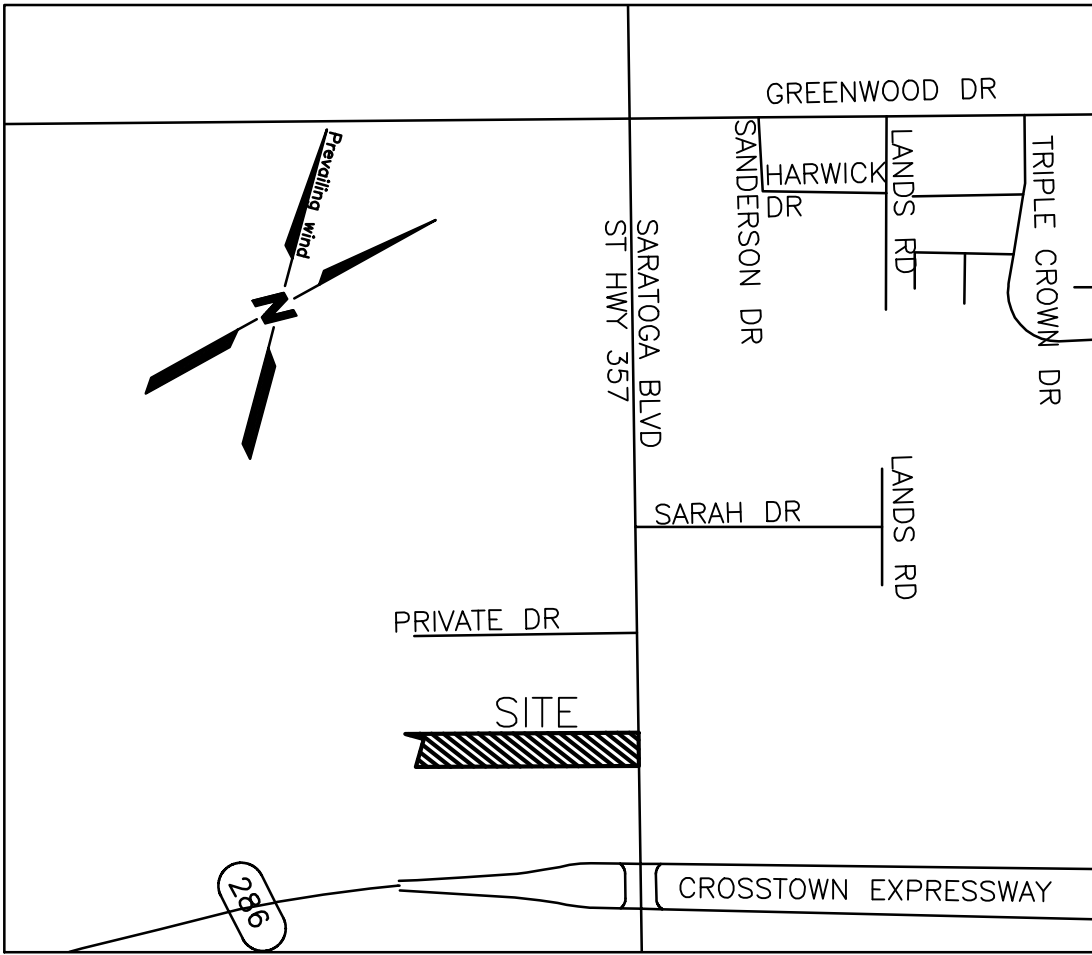 GREENWOOD DR
SANDERSON DR
HARWICK
DR
LANDS RD
TRIPLE CROWN DR
Prevailing wind
N
SARATOGA BLVD
ST HWY 357
LANDS RD
SARAH DR
PRIVATE DR
SITE
286
CROSSTOWN EXPRESSWAY